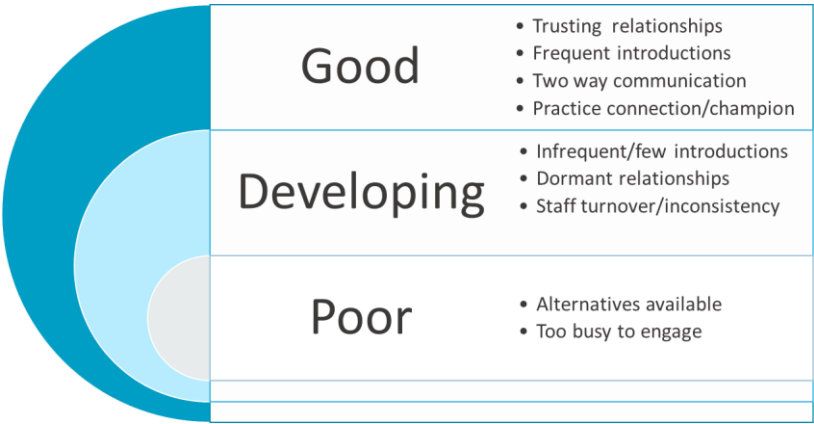 Good
• Trusting relationships
• Frequent introductions
• Two way communication
• Practice connection/champion
Developing
• Infrequent/few introductions
• Dormant relationships
• Staff turnover/inconsistency
Poor
• Alternatives available
• Too busy to engage